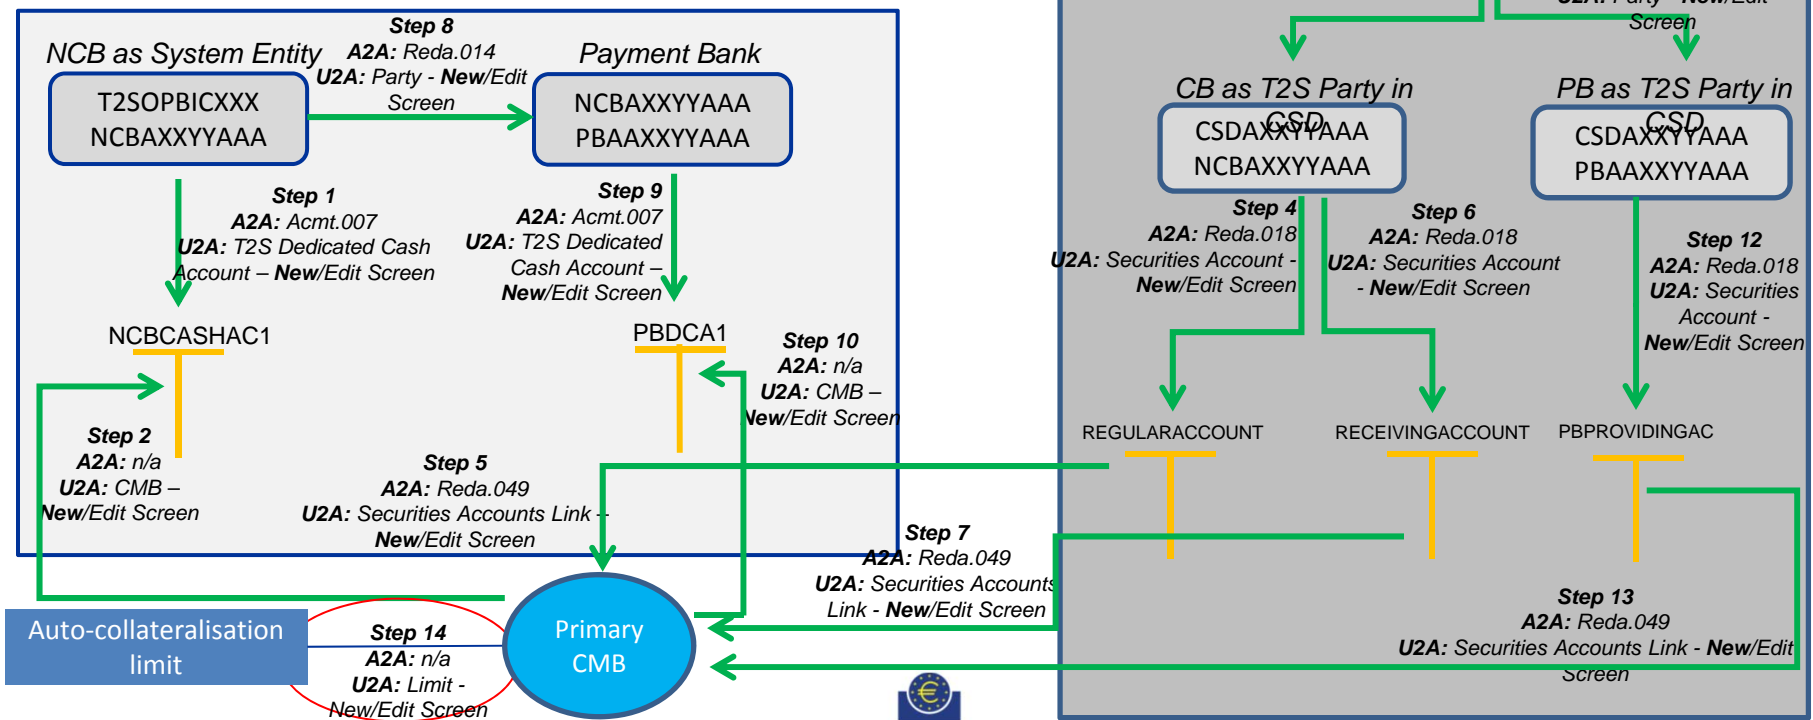 NCB as System Entity
T2SOPBICXXX
NCBAXXYYAAA
Step 8
A2A: Reda.014
U2A: Party - New/Edit
Screen
Payment Bank
NCBAXXYYAAA
PBAAXXYYAAA
Step 1
A2A: Acmt.007
U2A: T2S Dedicated Cash
Account – New/Edit Screen
Step 9
A2A: Acmt.007
U2A: T2S Dedicated
Cash Account –
New/Edit Screen
NCBCASHAC1
PBDCA1
Step 10
A2A: n/a
U2A: CMB –
New/Edit Screen
Step 2
A2A: n/a
U2A: CMB –
New/Edit Screen
Step 5
A2A: Reda.049
U2A: Securities Accounts Link –
New/Edit Screen
U2A: Party - New/Edit
Screen
CB as T2S Party in
CSD
CSDAXXYYAAA
NCBAXXYYAAA
PB as T2S Party in
CSD
CSDAXXYYAAA
PBAAXXYYAAA
Step 4
A2A: Reda.018
U2A: Securities Account -
New/Edit Screen
Step 6
A2A: Reda.018
U2A: Securities Account
- New/Edit Screen
Step 12
A2A: Reda.018
U2A: Securities
Account -
New/Edit Screen
REGULARACCOUNT
RECEIVINGACCOUNT
PBPROVIDINGAC
Step 7
A2A: Reda.049
U2A: Securities Accounts
Link - New/Edit Screen
Step 13
A2A: Reda.049
U2A: Securities Accounts Link - New/Edit
Screen
Auto-collateralisation
limit
Step 14
A2A: n/a
U2A: Limit -
New/Edit Screen
Primary
CMB
€